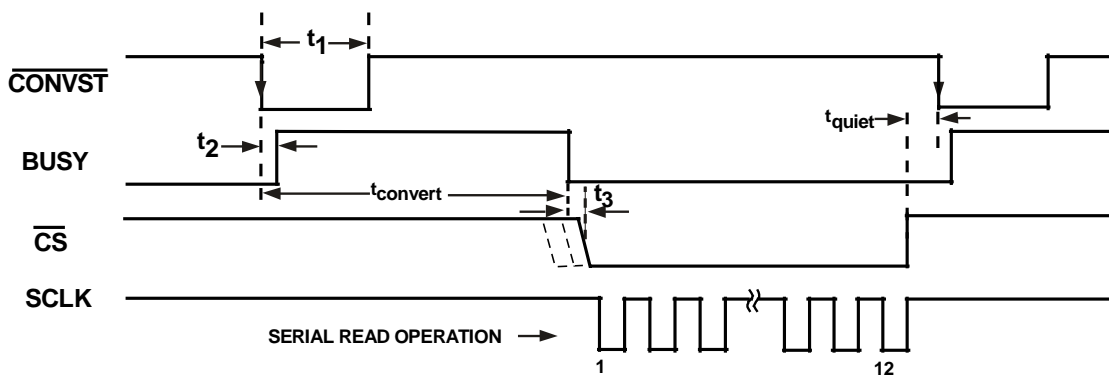 t1
CONVST
tquiet
t2
BUSY
tconvert
t3
CS
SCLK
SERIAL READ OPERATION
1
12